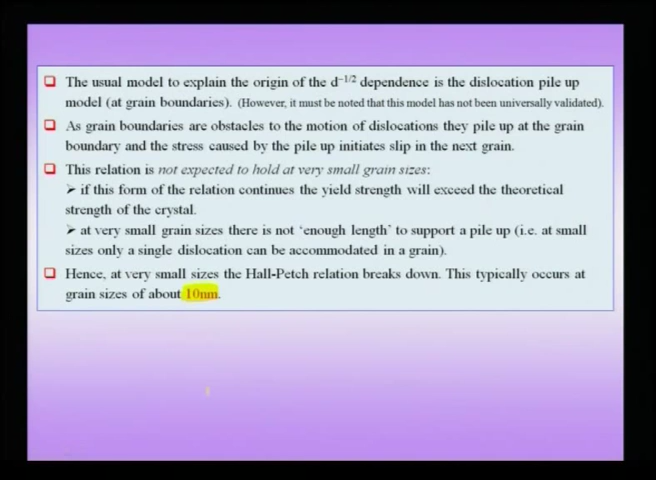 The usual model to explain the origin of the d⁻¹/² dependence is the dislocation pile up
model (at grain boundaries). (However, it must be noted that this model has not been universally validated).
As grain boundaries are obstacles to the motion of dislocations they pile up at the grain
boundary and the stress caused by the pile up initiates slip in the next grain.
This relation is not expected to hold at very small grain sizes:
➤ if this form of the relation continues the yield strength will exceed the theoretical
strength of the crystal.
➤ at very small grain sizes there is not 'enough length' to support a pile up (i.e. at small
sizes only a single dislocation can be accommodated in a grain).
Hence, at very small sizes the Hall-Petch relation breaks down. This typically occurs at
grain sizes of about 10nm.